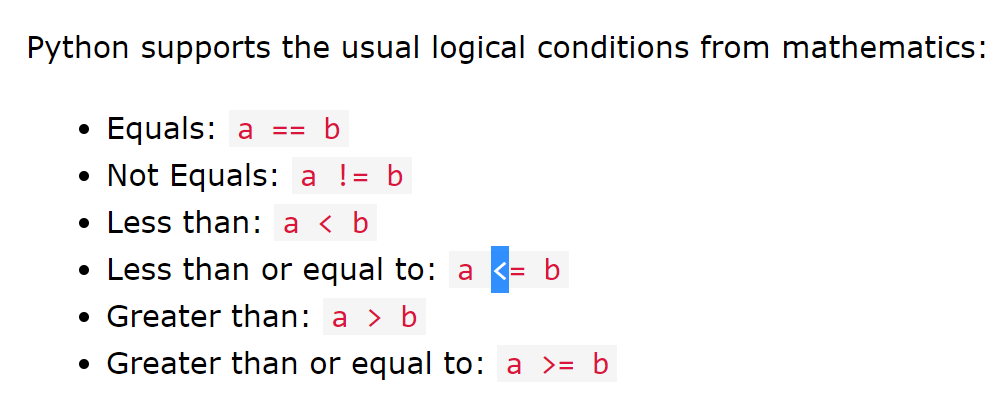 Python supports the usual logical conditions from mathematics:
• Equals: a == b
• Not Equals: a != b
• Less than: a < b
• Less than or equal to: a <= b
• Greater than: a > b
• Greater than or equal to: a >= b